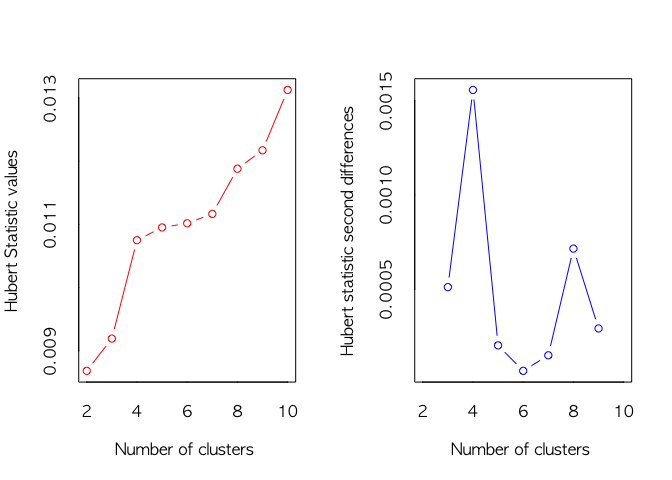 Hubert Statistic values
0.013
0.011
0.009
2 4 6 8 10
Number of clusters
Hubert statistic second differences
0.0015
0.0010
0.0005
2 4 6 8 10
Number of clusters